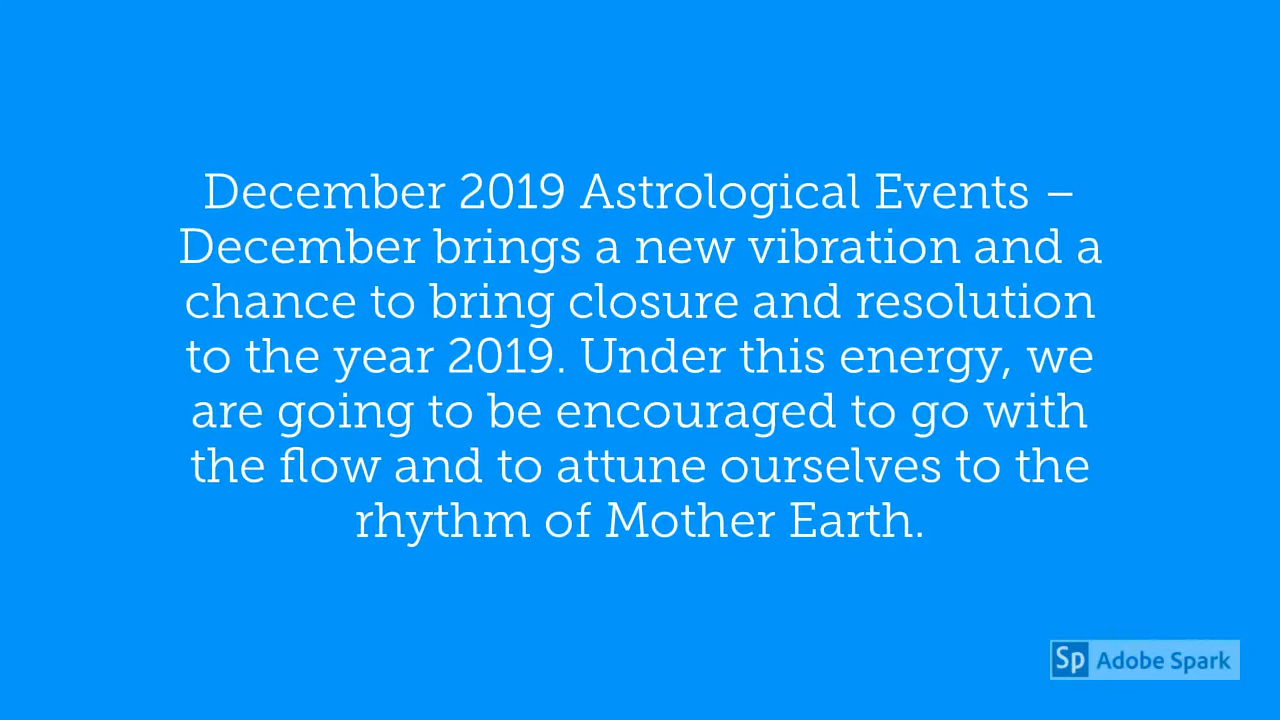 December 2019 Astrological Events –
December brings a new vibration and a
chance to bring closure and resolution
to the year 2019. Under this energy, we
are going to be encouraged to go with
the flow and to attune ourselves to the
rhythm of Mother Earth.
Sp Adobe Spark